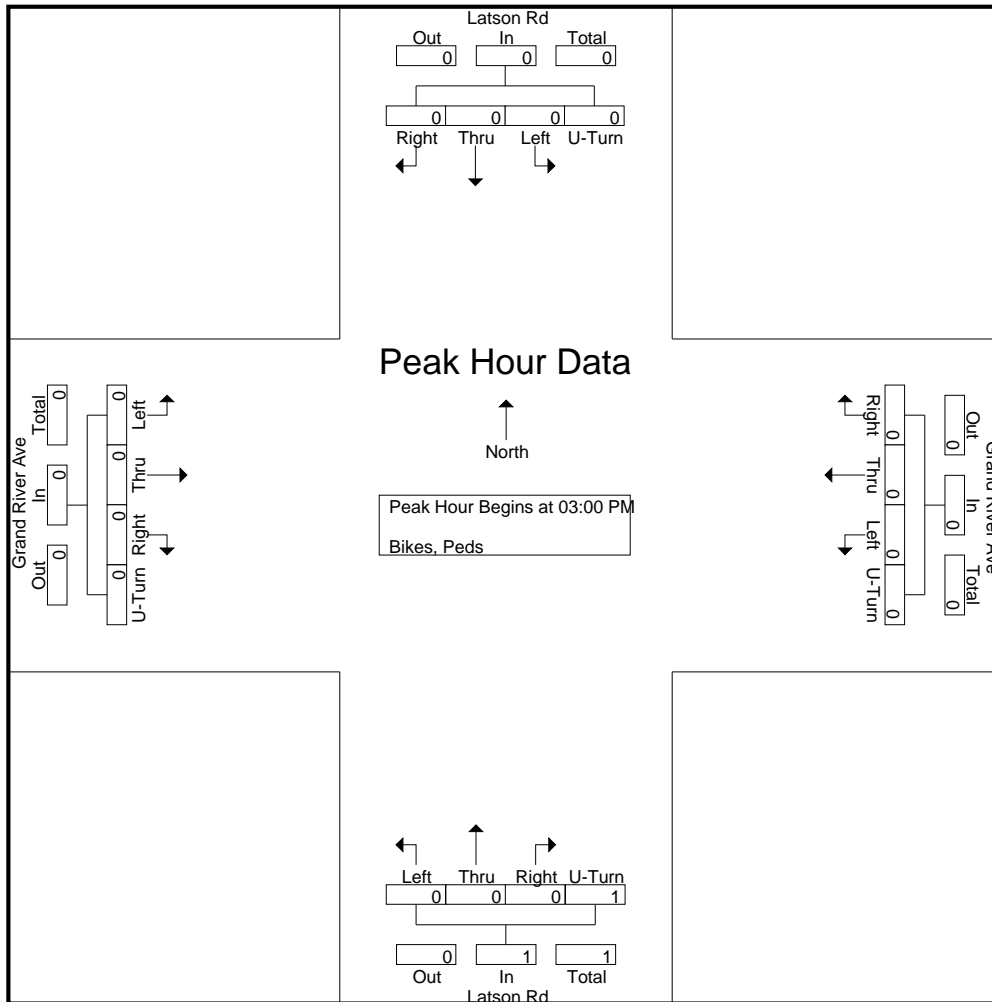 Latson Rd
Out In Total
0 0 0
0 0 0 0
Right Thru Left U-Turn
Peak Hour Data
North
Peak Hour Begins at 03:00 PM
Bikes, Peds
Grand River Ave
Out In Total
0 0 0
0 0 0 0
Left Thru Right U-Turn
Grand River Ave
Out In Total
0 0 0
0 0 0 0
Right Thru Left U-Turn
Left Thru Right U-Turn
0 0 0 1
0 1 1
Out In Total
Latson Rd